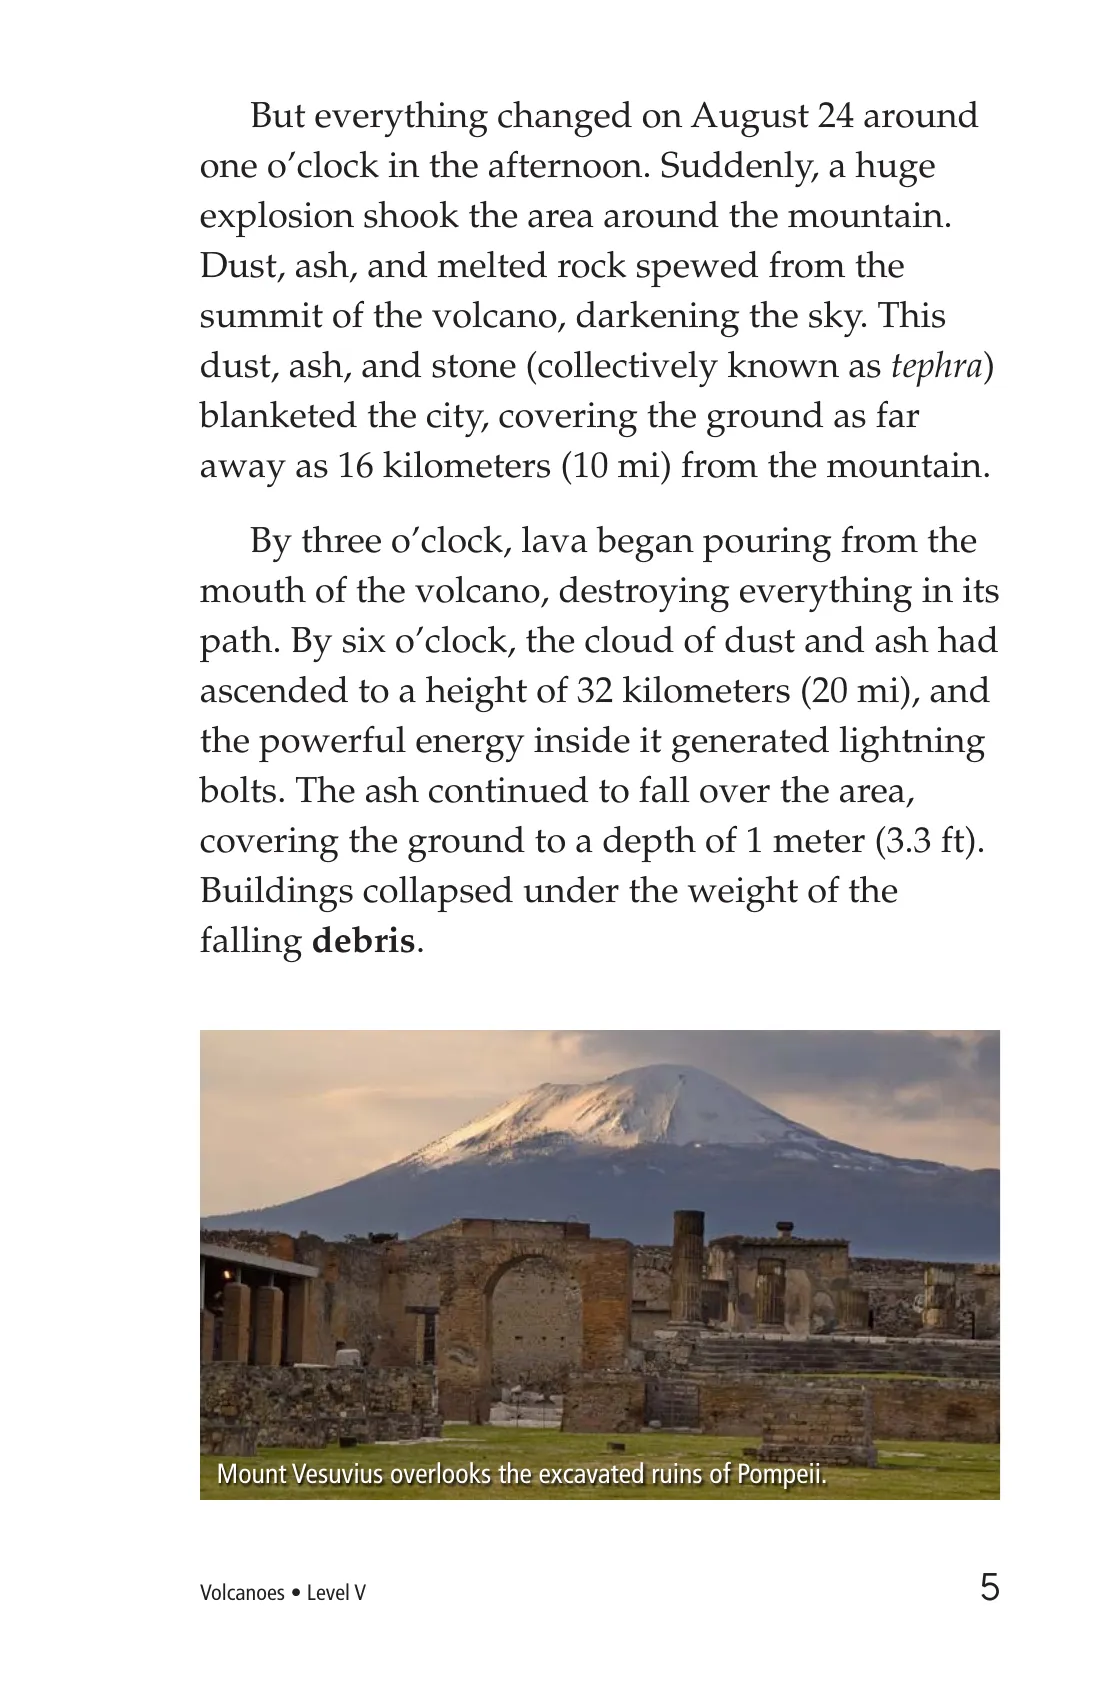 But everything changed on August 24 around
one o’clock in the afternoon. Suddenly, a huge
explosion shook the area around the mountain.
Dust, ash, and melted rock spewed from the
summit of the volcano, darkening the sky. This
dust, ash, and stone (collectively known as tephra)
blanketed the city, covering the ground as far
away as 16 kilometers (10 mi) from the mountain.
By three o’clock, lava began pouring from the
mouth of the volcano, destroying everything in its
path. By six o’clock, the cloud of dust and ash had
ascended to a height of 32 kilometers (20 mi), and
the powerful energy inside it generated lightning
bolts. The ash continued to fall over the area,
covering the ground to a depth of 1 meter (3.3 ft).
Buildings collapsed under the weight of the
falling debris.
Mount Vesuvius overlooks the excavated ruins of Pompeii.
Volcanoes • Level V
5